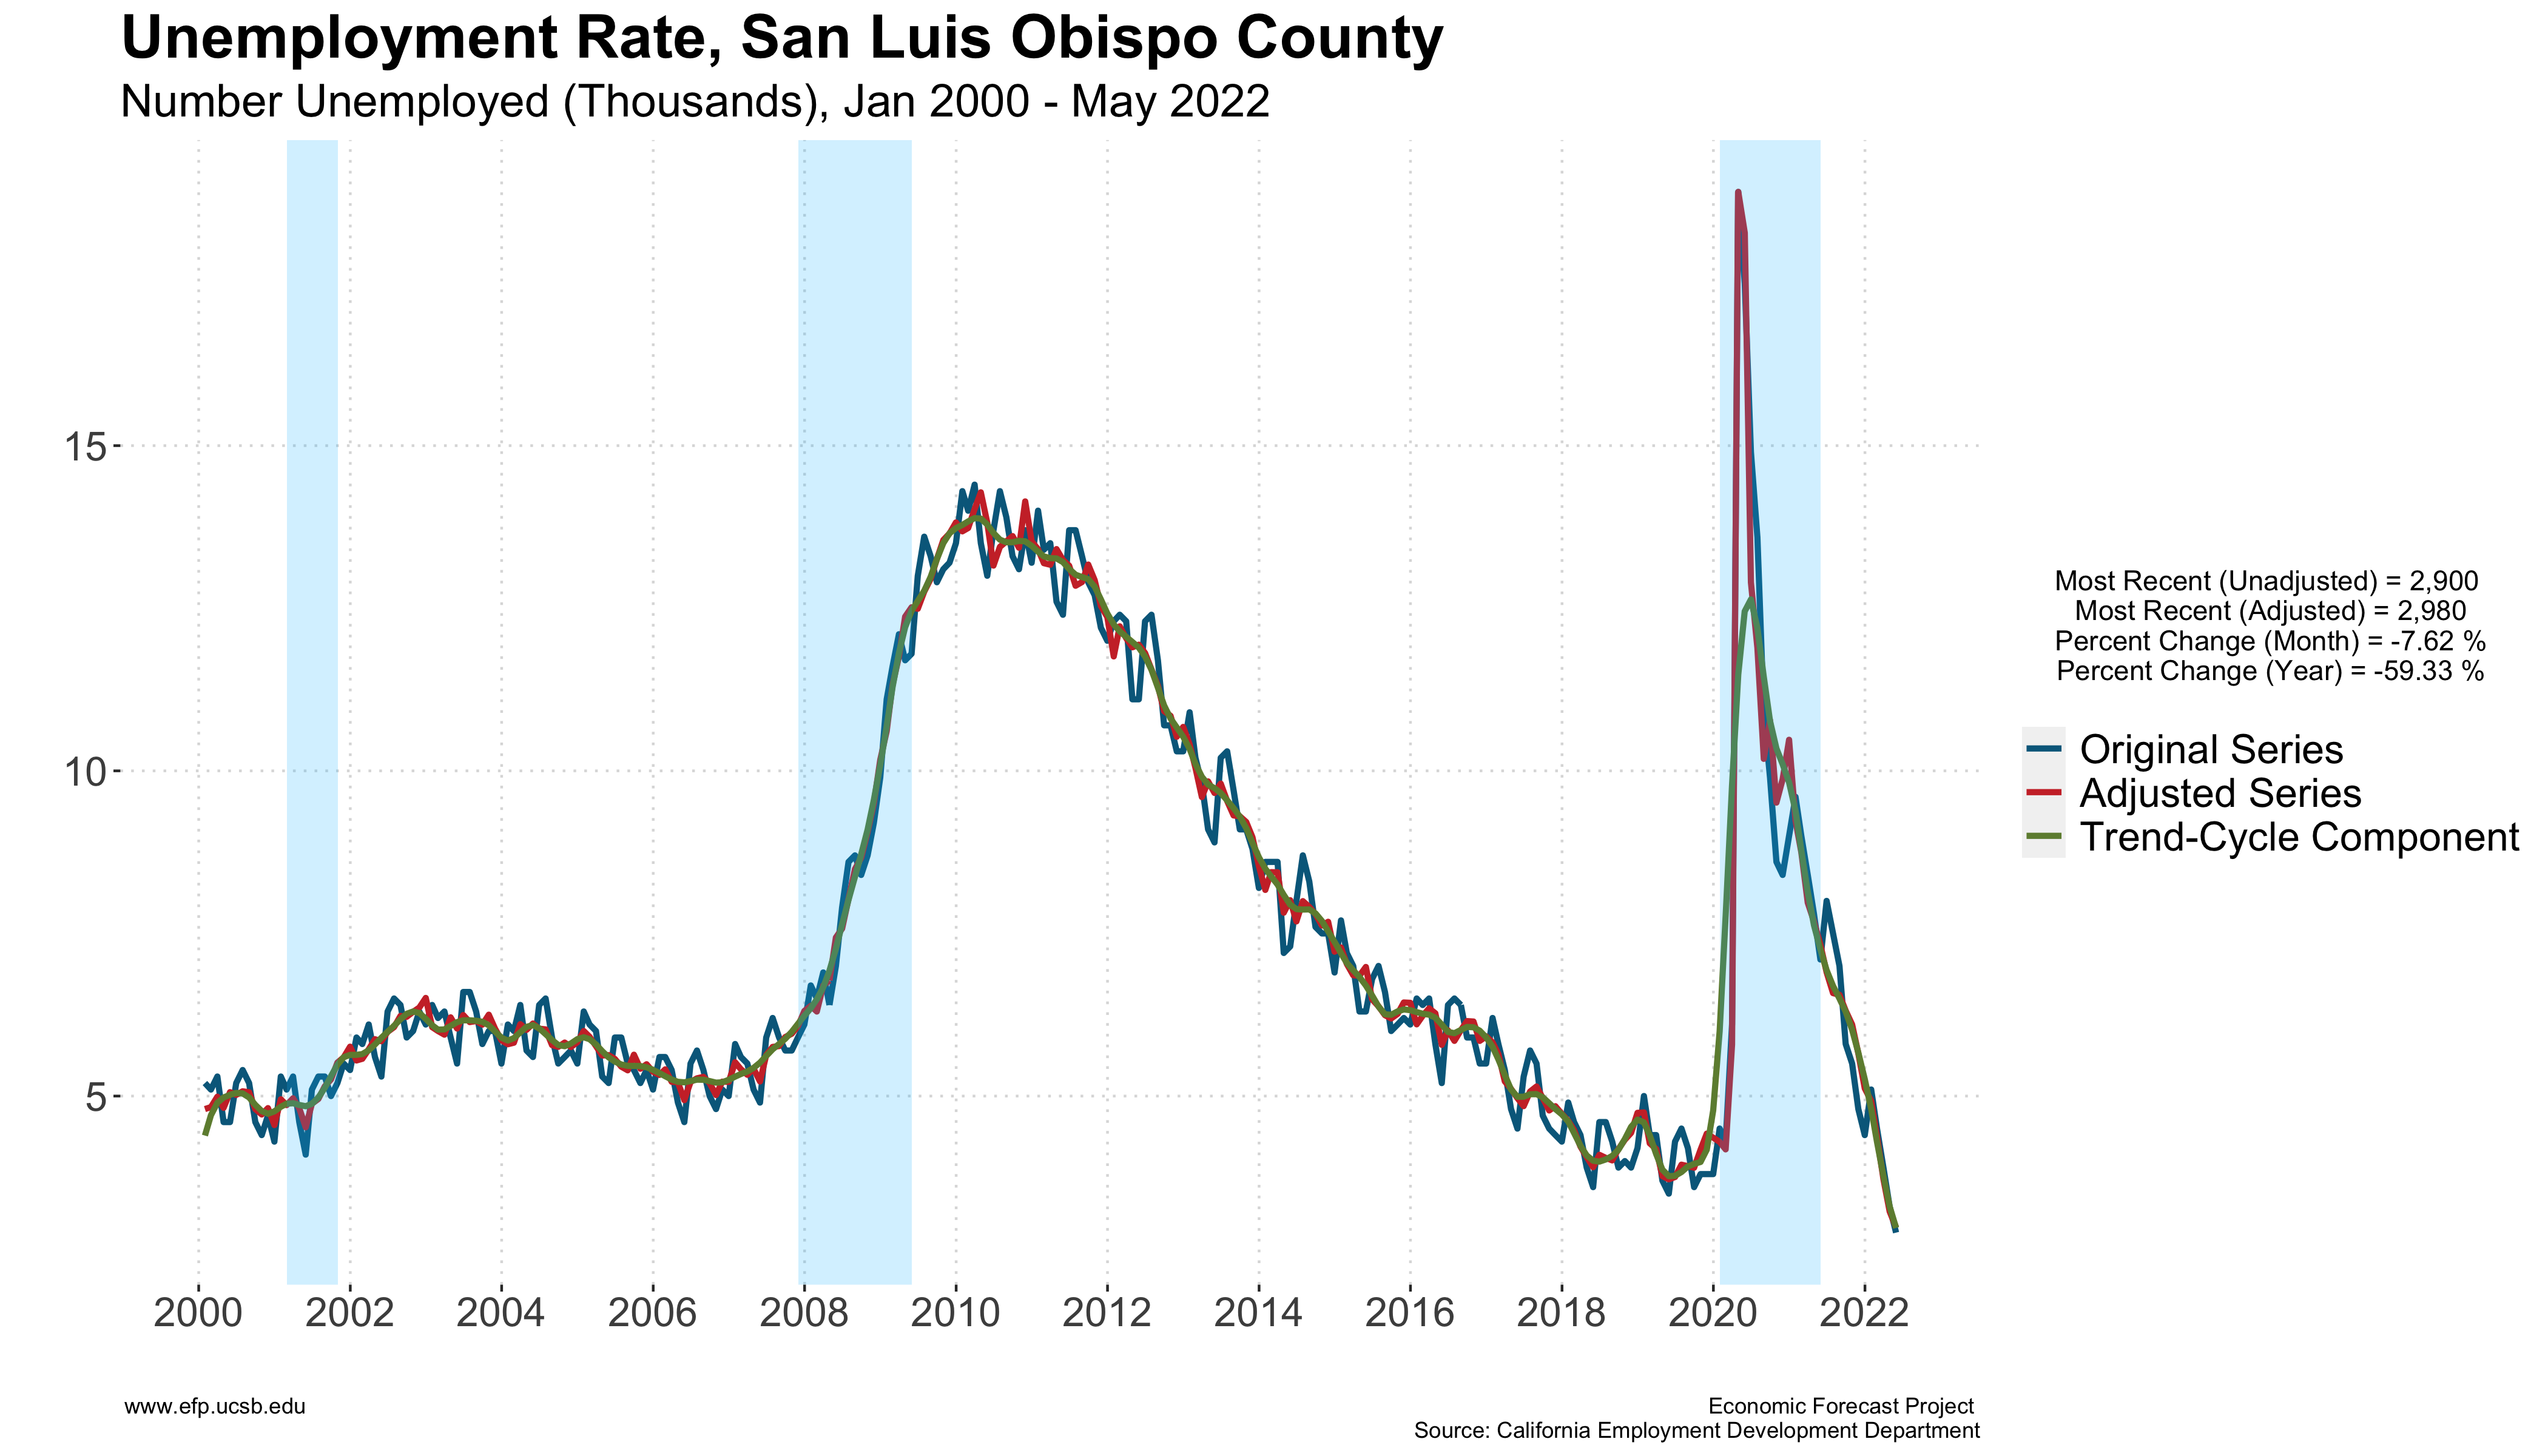 Unemployment Rate, San Luis Obispo County
Number Unemployed (Thousands), Jan 2000 - May 2022
15
10
5
2000 2002 2004 2006 2008 2010 2012 2014 2016 2018 2020 2022
Most Recent (Unadjusted) = 2,900
Most Recent (Adjusted) = 2,980
Percent Change (Month) = -7.62 %
Percent Change (Year) = -59.33 %
Original Series
Adjusted Series
Trend-Cycle Component
www.efp.ucsb.edu
Economic Forecast Project
Source: California Employment Development Department